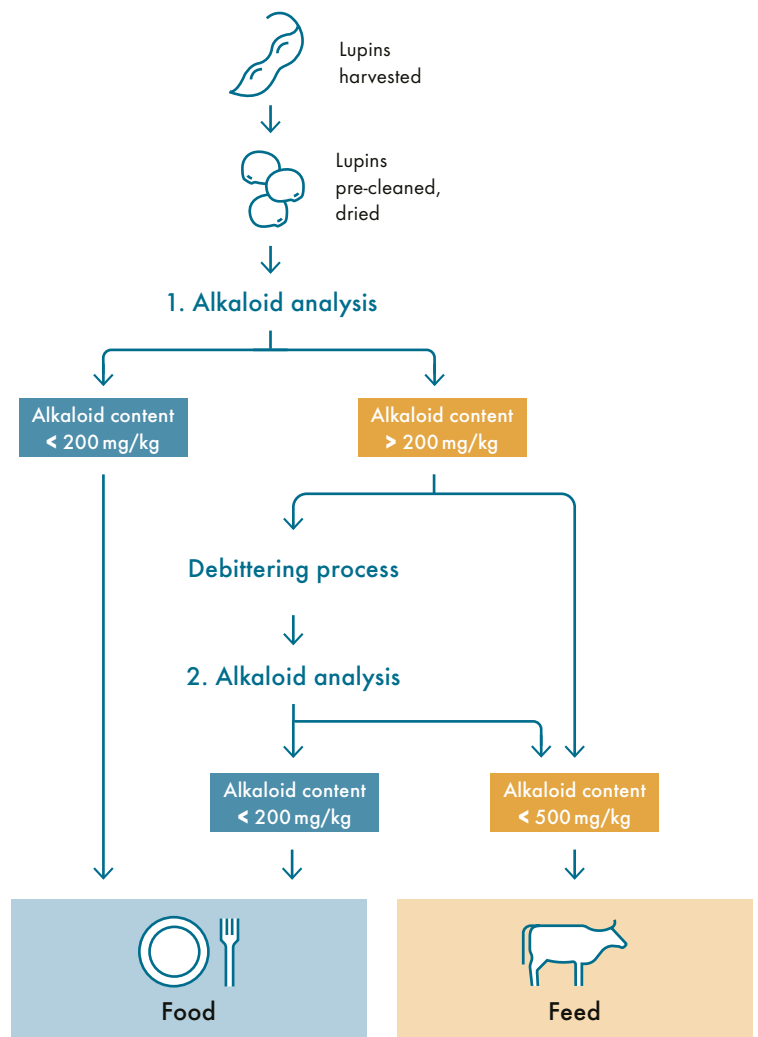 Lupins
harvested
Lupins
pre-cleaned,
dried
1. Alkaloid analysis
Alkaloid content
< 200 mg/kg
Alkaloid content
> 200 mg/kg
Debittering process
2. Alkaloid analysis
Alkaloid content
< 200 mg/kg
Alkaloid content
< 500 mg/kg
Food
Feed